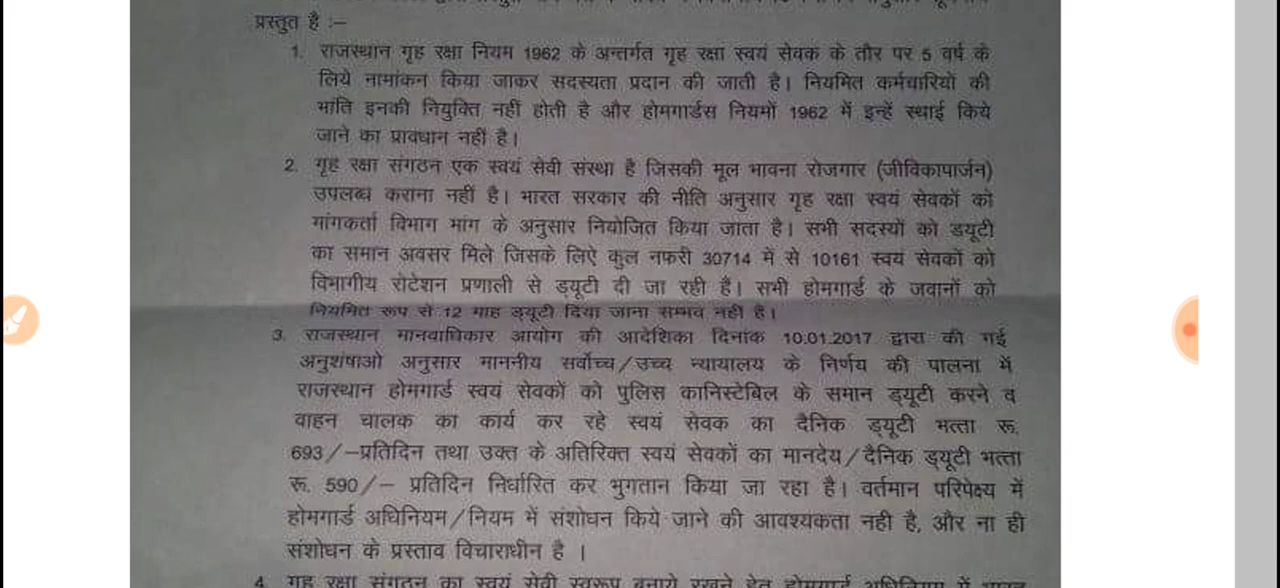 प्रस्तुत है :–
1. राजस्थान गृह रक्षा नियम 1962 के अन्तर्गत गृह रक्षा स्वयं सेवक के तौर पर 5 वर्ष के
लिये नामांकन किया जाकर सदस्यता प्रदान की जाती है। नियमित कर्मचारियों की
भांति इनकी नियुक्ति नहीं होती है और होमगार्डस नियमों 1962 में इन्हें स्थाई किये
जाने का प्रावधान नहीं है।
2. गृह रक्षा संगठन एक स्वयं सेवी संस्था है जिसकी मूल भावना रोजगार (जीविकापार्जन)
उपलब्ध कराना नहीं है। भारत सरकार की नीति अनुसार गृह रक्षा स्वयं सेवकों को
मांगकर्ता विभाग मांग के अनुसार नियोजित किया जाता है। सभी सदस्यों को डयूटी
का समान अवसर मिले जिसके लिऐ कुल नफरी 30714 में से 10161 स्वयं सेवकों को
विभागीय रोटेशन प्रणाली से ड्यूटी दी जा रही है। सभी होमगार्ड के जवानों को
नियमित रूप से 12 माह ड्यूटी दिया जाना सम्भव नही है।
3. राजस्थान मानवाधिकार आयोग की आदेशिका दिनांक 10.01.2017 द्वारा की गई
अनुशंषाओ अनुसार माननीय सर्वोच्च/उच्च न्यायालय के निर्णय की पालना में
राजस्थान होमगार्ड स्वयं सेवकों को पुलिस कानिस्टेबिल के समान ड्यूटी करने व
वाहन चालक का कार्य कर रहे स्वयं सेवक का दैनिक ड्यूटी भत्ता रू.
693/–प्रतिदिन तथा उक्त के अतिरिक्त स्वयं सेवकों का मानदेय/दैनिक ड्यूटी भत्ता
रू. 590/– प्रतिदिन निर्धारित कर भुगतान किया जा रहा है। वर्तमान परिपेक्ष्य में
होमगार्ड अधिनियम/नियम में संशोधन किये जाने की आवश्यकता नही है, और ना ही
संशोधन के प्रस्ताव विचाराधीन है ।
4. गृह रक्षा संगठन का स्वयं सेवी स्वरूप बनाये रखने हेतु होमगार्ड अधिनियम में भारत